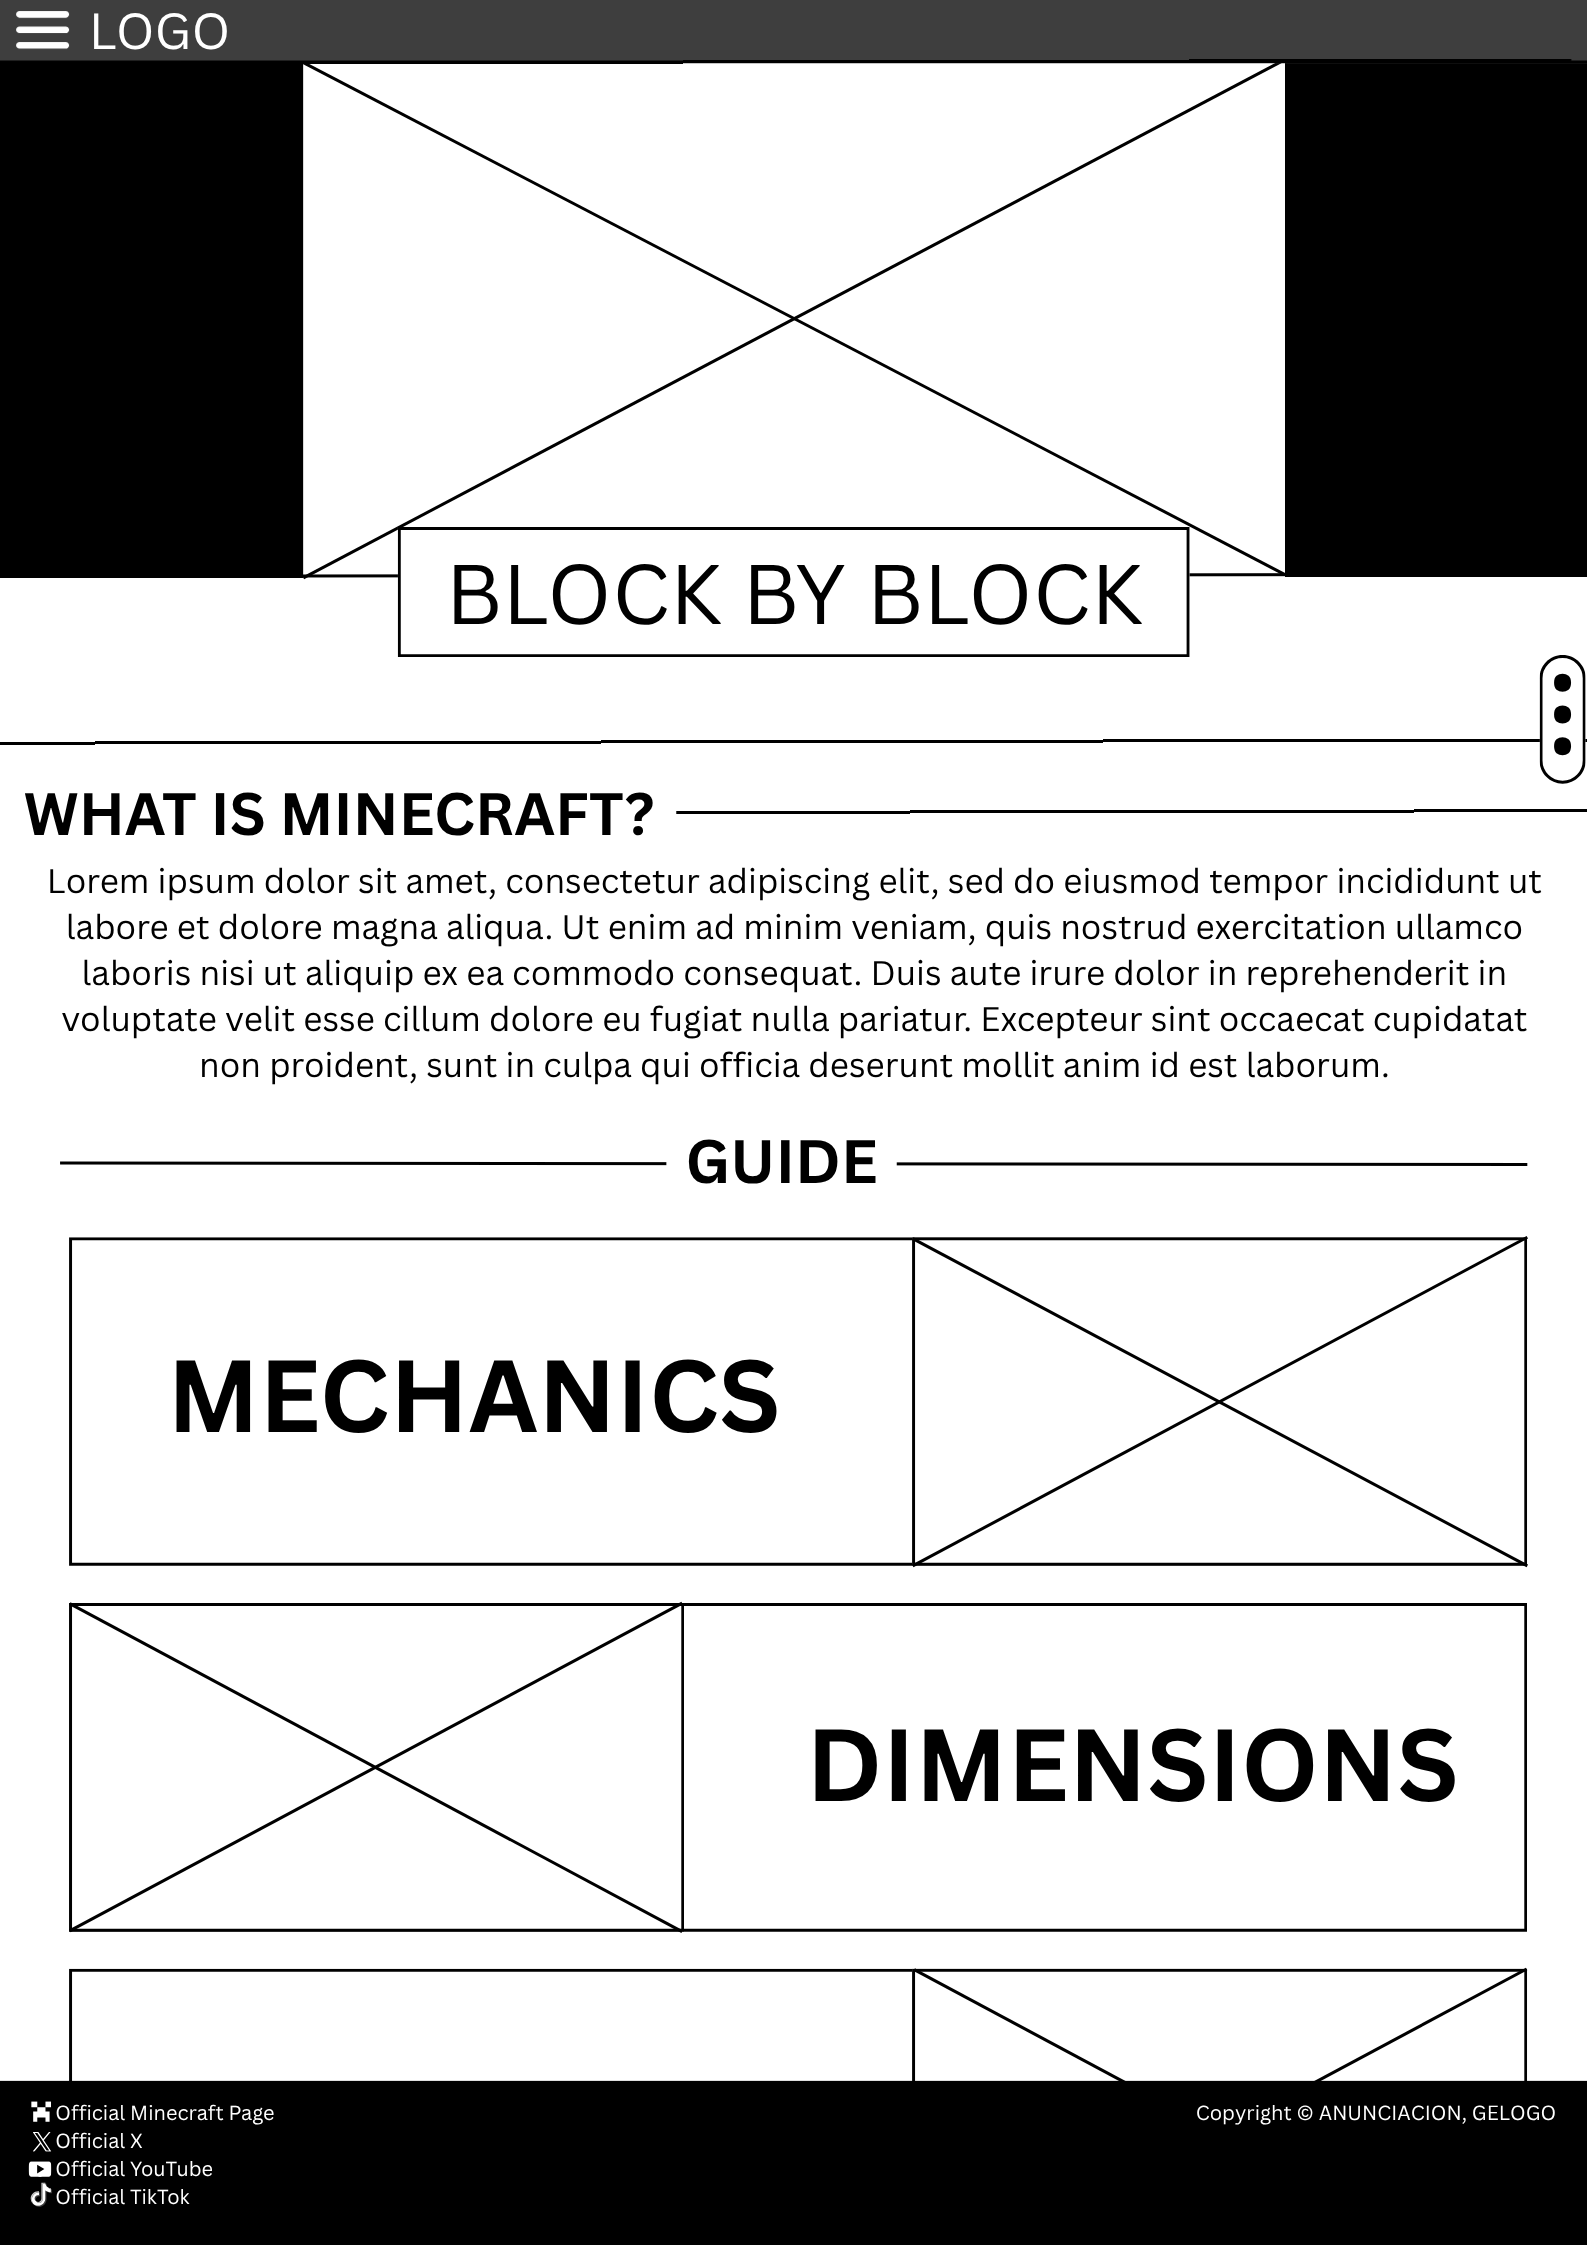 LOGO
BLOCK BY BLOCK
WHAT IS MINECRAFT?
Lorem ipsum dolor sit amet, consectetur adipiscing elit, sed do eiusmod tempor incididunt ut
labore et dolore magna aliqua. Ut enim ad minim veniam, quis nostrud exercitation ullamco
laboris nisi ut aliquip ex ea commodo consequat. Duis aute irure dolor in reprehenderit in
voluptate velit esse cillum dolore eu fugiat nulla pariatur. Excepteur sint occaecat cupidatat
non proident, sunt in culpa qui officia deserunt mollit anim id est laborum.
GUIDE
MECHANICS
DIMENSIONS
Official Minecraft Page
Official X
Official YouTube
Official TikTok
Copyright © ANUNCIACION, GELOGO